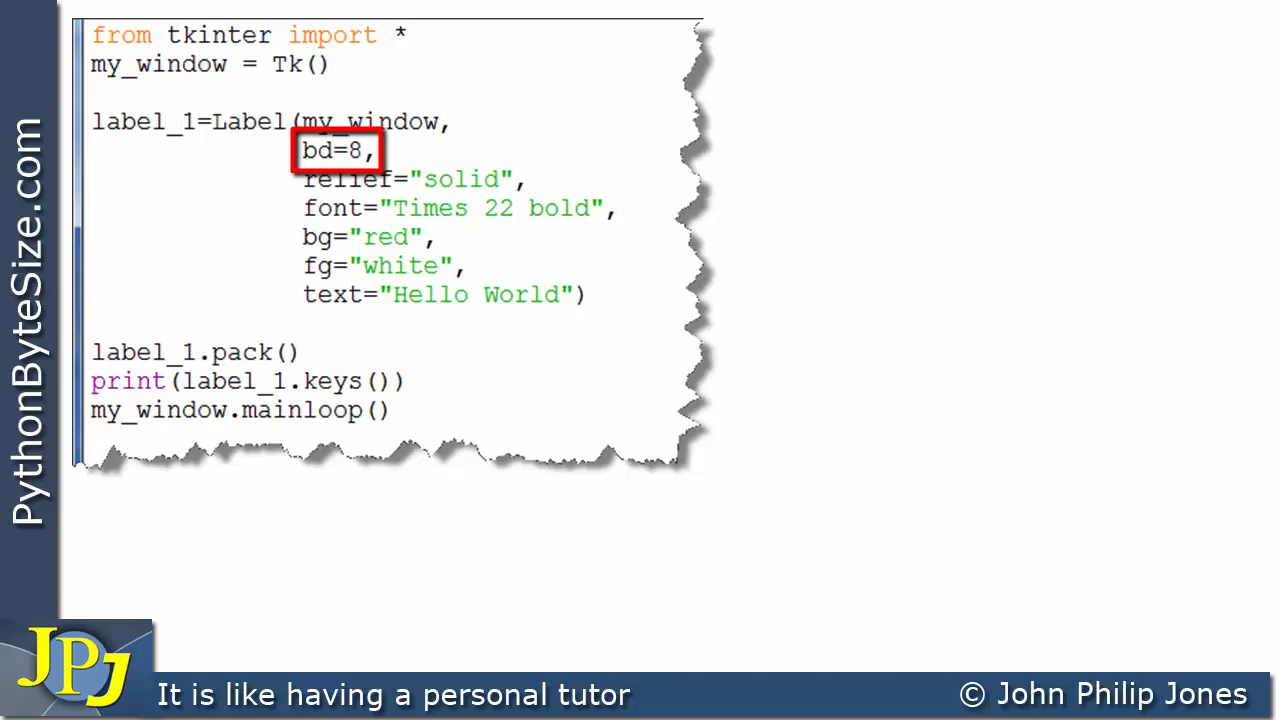 from tkinter import *
my_window = Tk()
label_1=Label(my_window,
bd=8,
relief="solid",
font="Times 22 bold",
bg="red",
fg="white",
text="Hello World")
label_1.pack()
print(label_1.keys())
my_window.mainloop()
PythonByteSize.com
JPJ
It is like having a personal tutor
© John Philip Jones